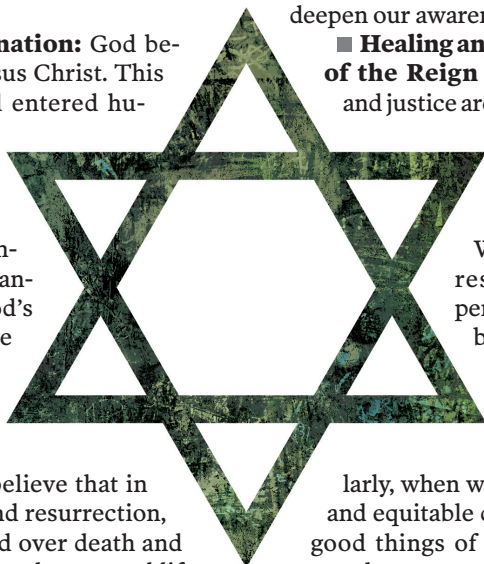 nation: God be-
sus Christ. This
entered hu-
n-
an-
od's
e
believe that in
nd resurrection,
d over death and
deepen our awaren
■ Healing an
of the Reign
and justice are
W
res
per
b
larly, when w
and equitable
good things of